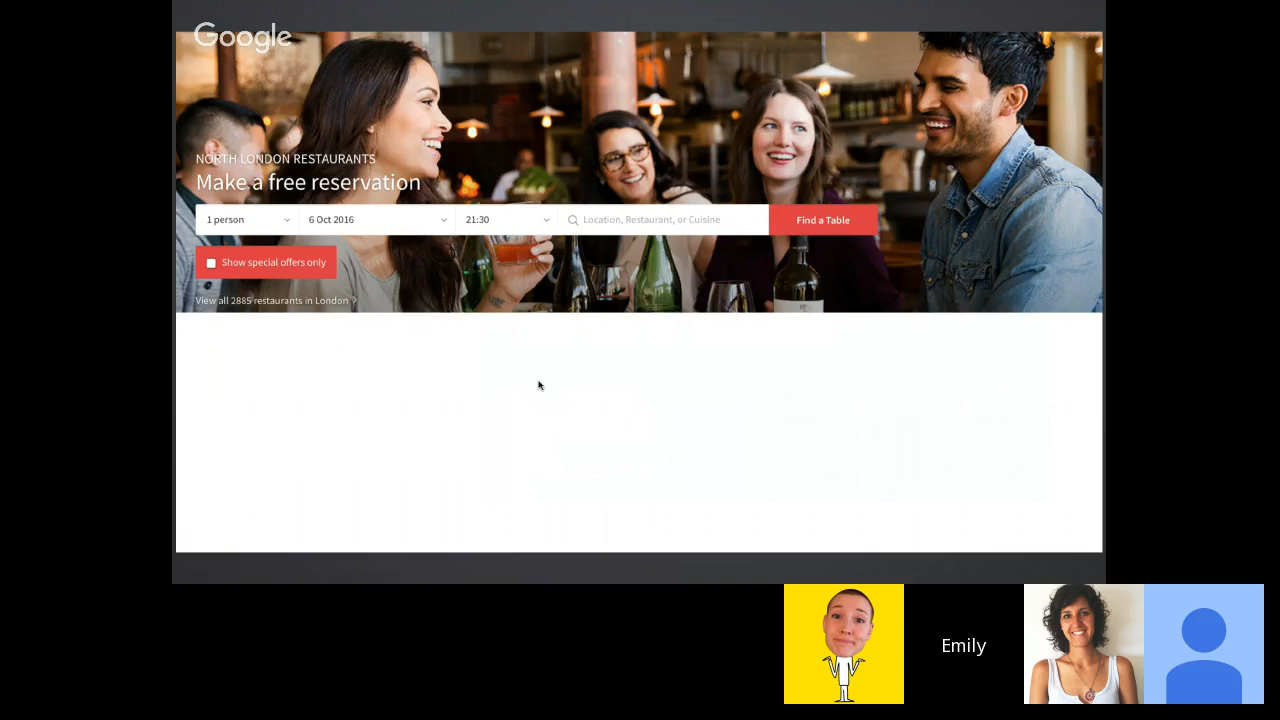 Google
NORTH LONDON RESTAURANTS
Make a free reservation
1 person 6 Oct 2016 21:30 Location, Restaurant, or Cuisine Find a Table
Show special offers only
View all 2885 restaurants in London >
Emily